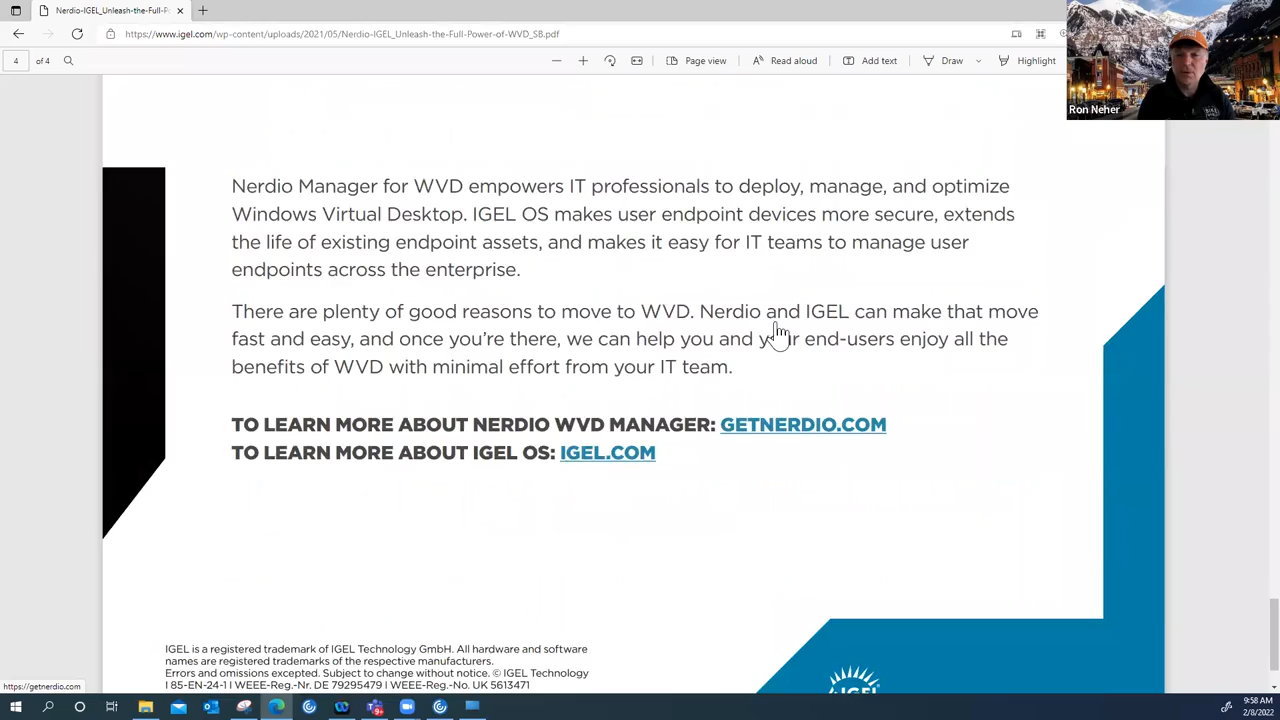 Nerdio-IGEL_Unleash-the-Full-P
https://www.igel.com/wp-content/uploads/2021/05/Nerdio-IGEL_Unleash-the-Full-Power-of-WVD_SB.pdf
4 of 4
Page view
Read aloud
Add text
Draw
Highlight
Ron Neher
Nerdio Manager for WVD empowers IT professionals to deploy, manage, and optimize
Windows Virtual Desktop. IGEL OS makes user endpoint devices more secure, extends
the life of existing endpoint assets, and makes it easy for IT teams to manage user
endpoints across the enterprise.
There are plenty of good reasons to move to WVD. Nerdio and IGEL can make that move
fast and easy, and once you're there, we can help you and your end-users enjoy all the
benefits of WVD with minimal effort from your IT team.
TO LEARN MORE ABOUT NERDIO WVD MANAGER: GETNERDIO.COM
TO LEARN MORE ABOUT IGEL OS: IGEL.COM
IGEL is a registered trademark of IGEL Technology GmbH. All hardware and software
names are registered trademarks of the respective manufacturers.
Errors and omissions excepted. Subject to change without notice. © IGEL Technology
I 85-EN-24-1 I WEEE-Reg.-Nr. DE 79295479 I WEEE-Reg.-No. UK 5613471
IGEL
https://getnerdio.com
9:58 AM
2/8/2022